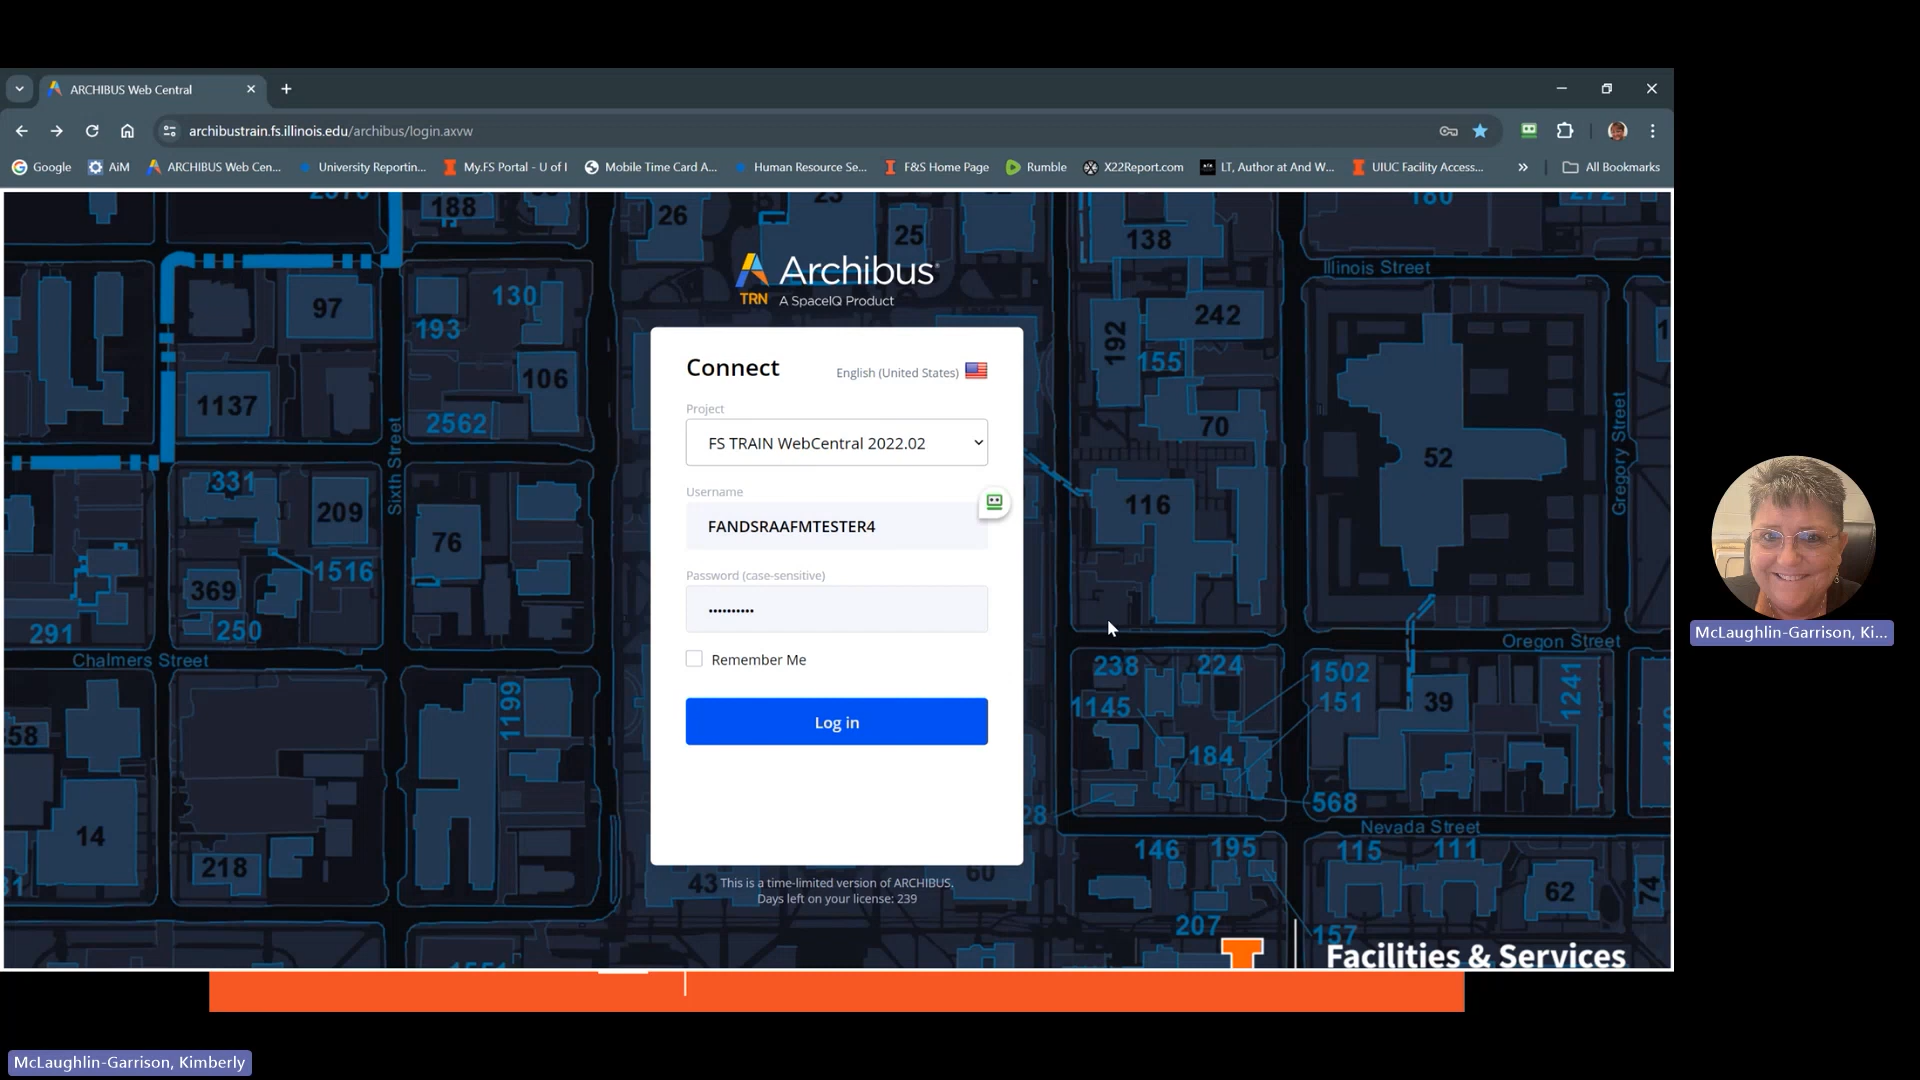 ARCHIBUS Web Central
archibustrain.fs.illinois.edu/archibus/login.axvw
Google
AiM
ARCHIBUS Web Cen...
University Reportin...
My.FS Portal - U of I
Mobile Time Card A...
Human Resource Se...
F&S Home Page
Rumble
X22Report.com
LT, Author at And W...
UIUC Facility Access...
All Bookmarks
188
26
25
138
180
Illinois Street
Archibus
TRN
A SpaceIQ Product
97
130
193
192
242
155
106
1137
2562
Sixth Street
70
52
Gregory Street
Connect
English (United States)
Project
FS TRAIN WebCentral 2022.02
Username
FANDSRAAFMTESTER4
Password (case-sensitive)
••••••••••
Remember Me
Log in
331
209
76
116
1516
369
250
291
Chalmers Street
Oregon Street
238
224
1502
1145
151
39
1241
184
568
1199
14
218
Nevada Street
146
195
115
111
62
74
43
60
This is a time-limited version of ARCHIBUS.
Days left on your license: 239
207
157
I
Facilities & Services
McLaughlin-Garrison, Ki...
McLaughlin-Garrison, Kimberly